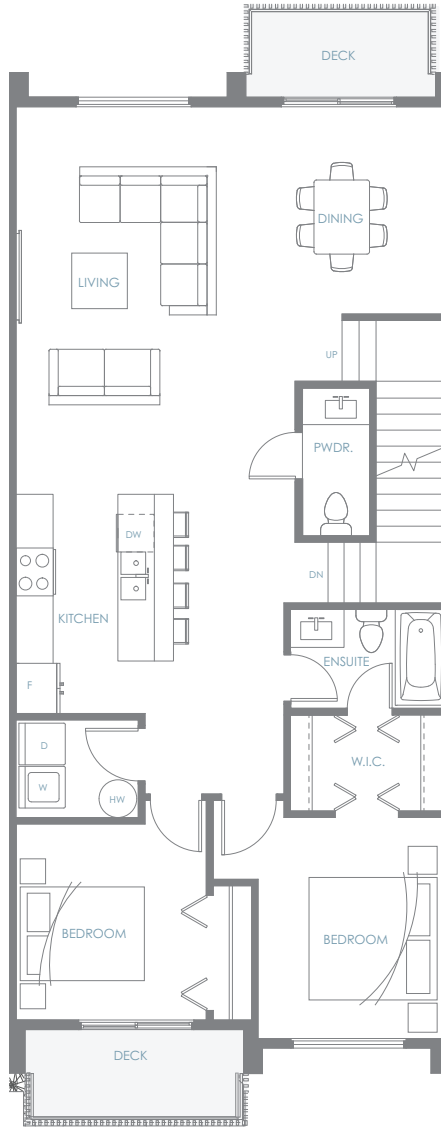 DECK
DINING
LIVING
UP
PWDR.
DW
DN
KITCHEN
ENSUITE
F
D
W.I.C.
W
HW
BEDROOM
BEDROOM
DECK